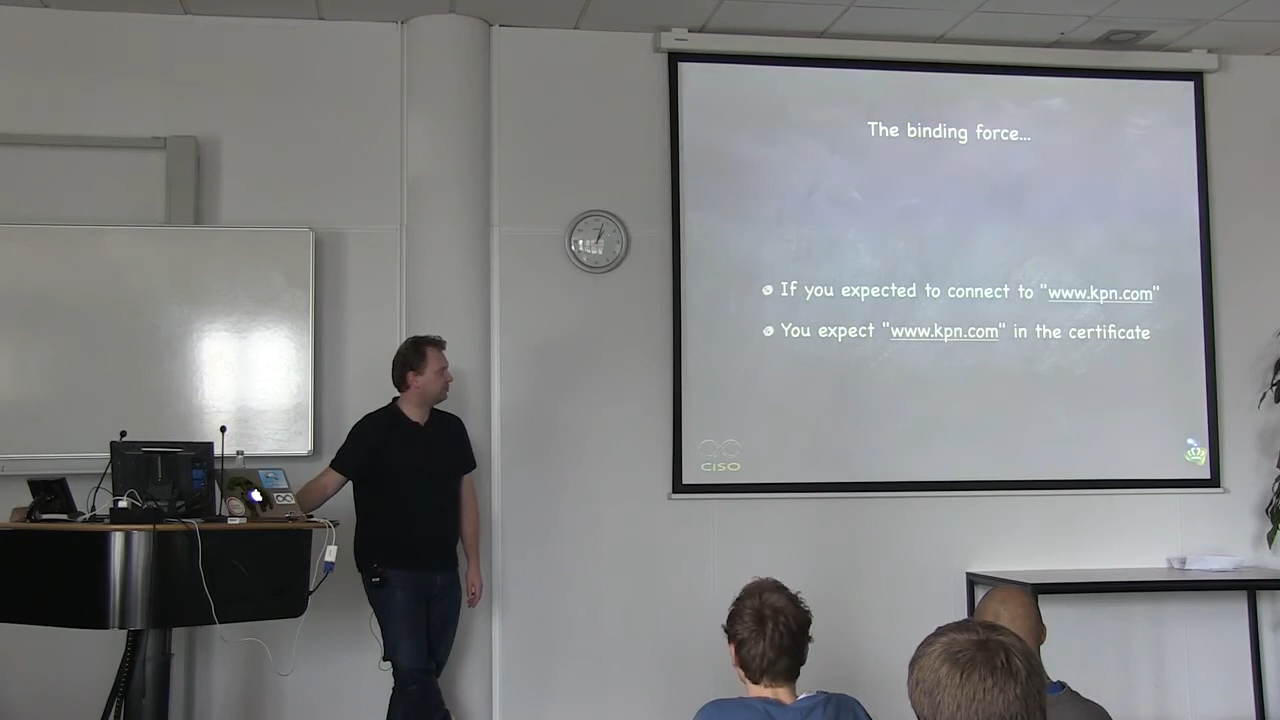 The binding force...
If you expected to connect to "www.kpn.com"
You expect "www.kpn.com" in the certificate
CISO